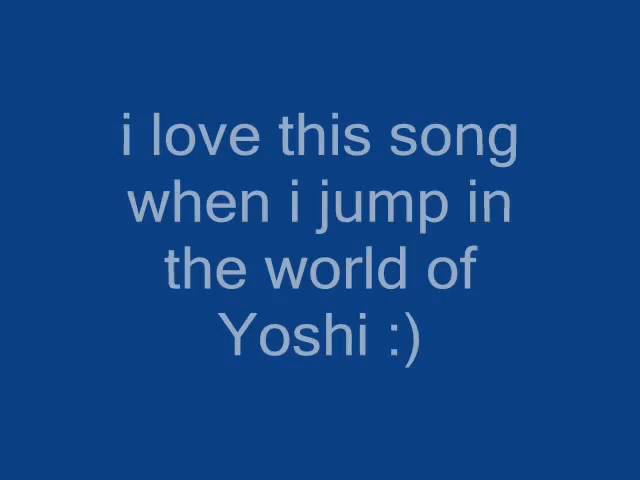 i love this song
when i jump in
the world of
Yoshi :)